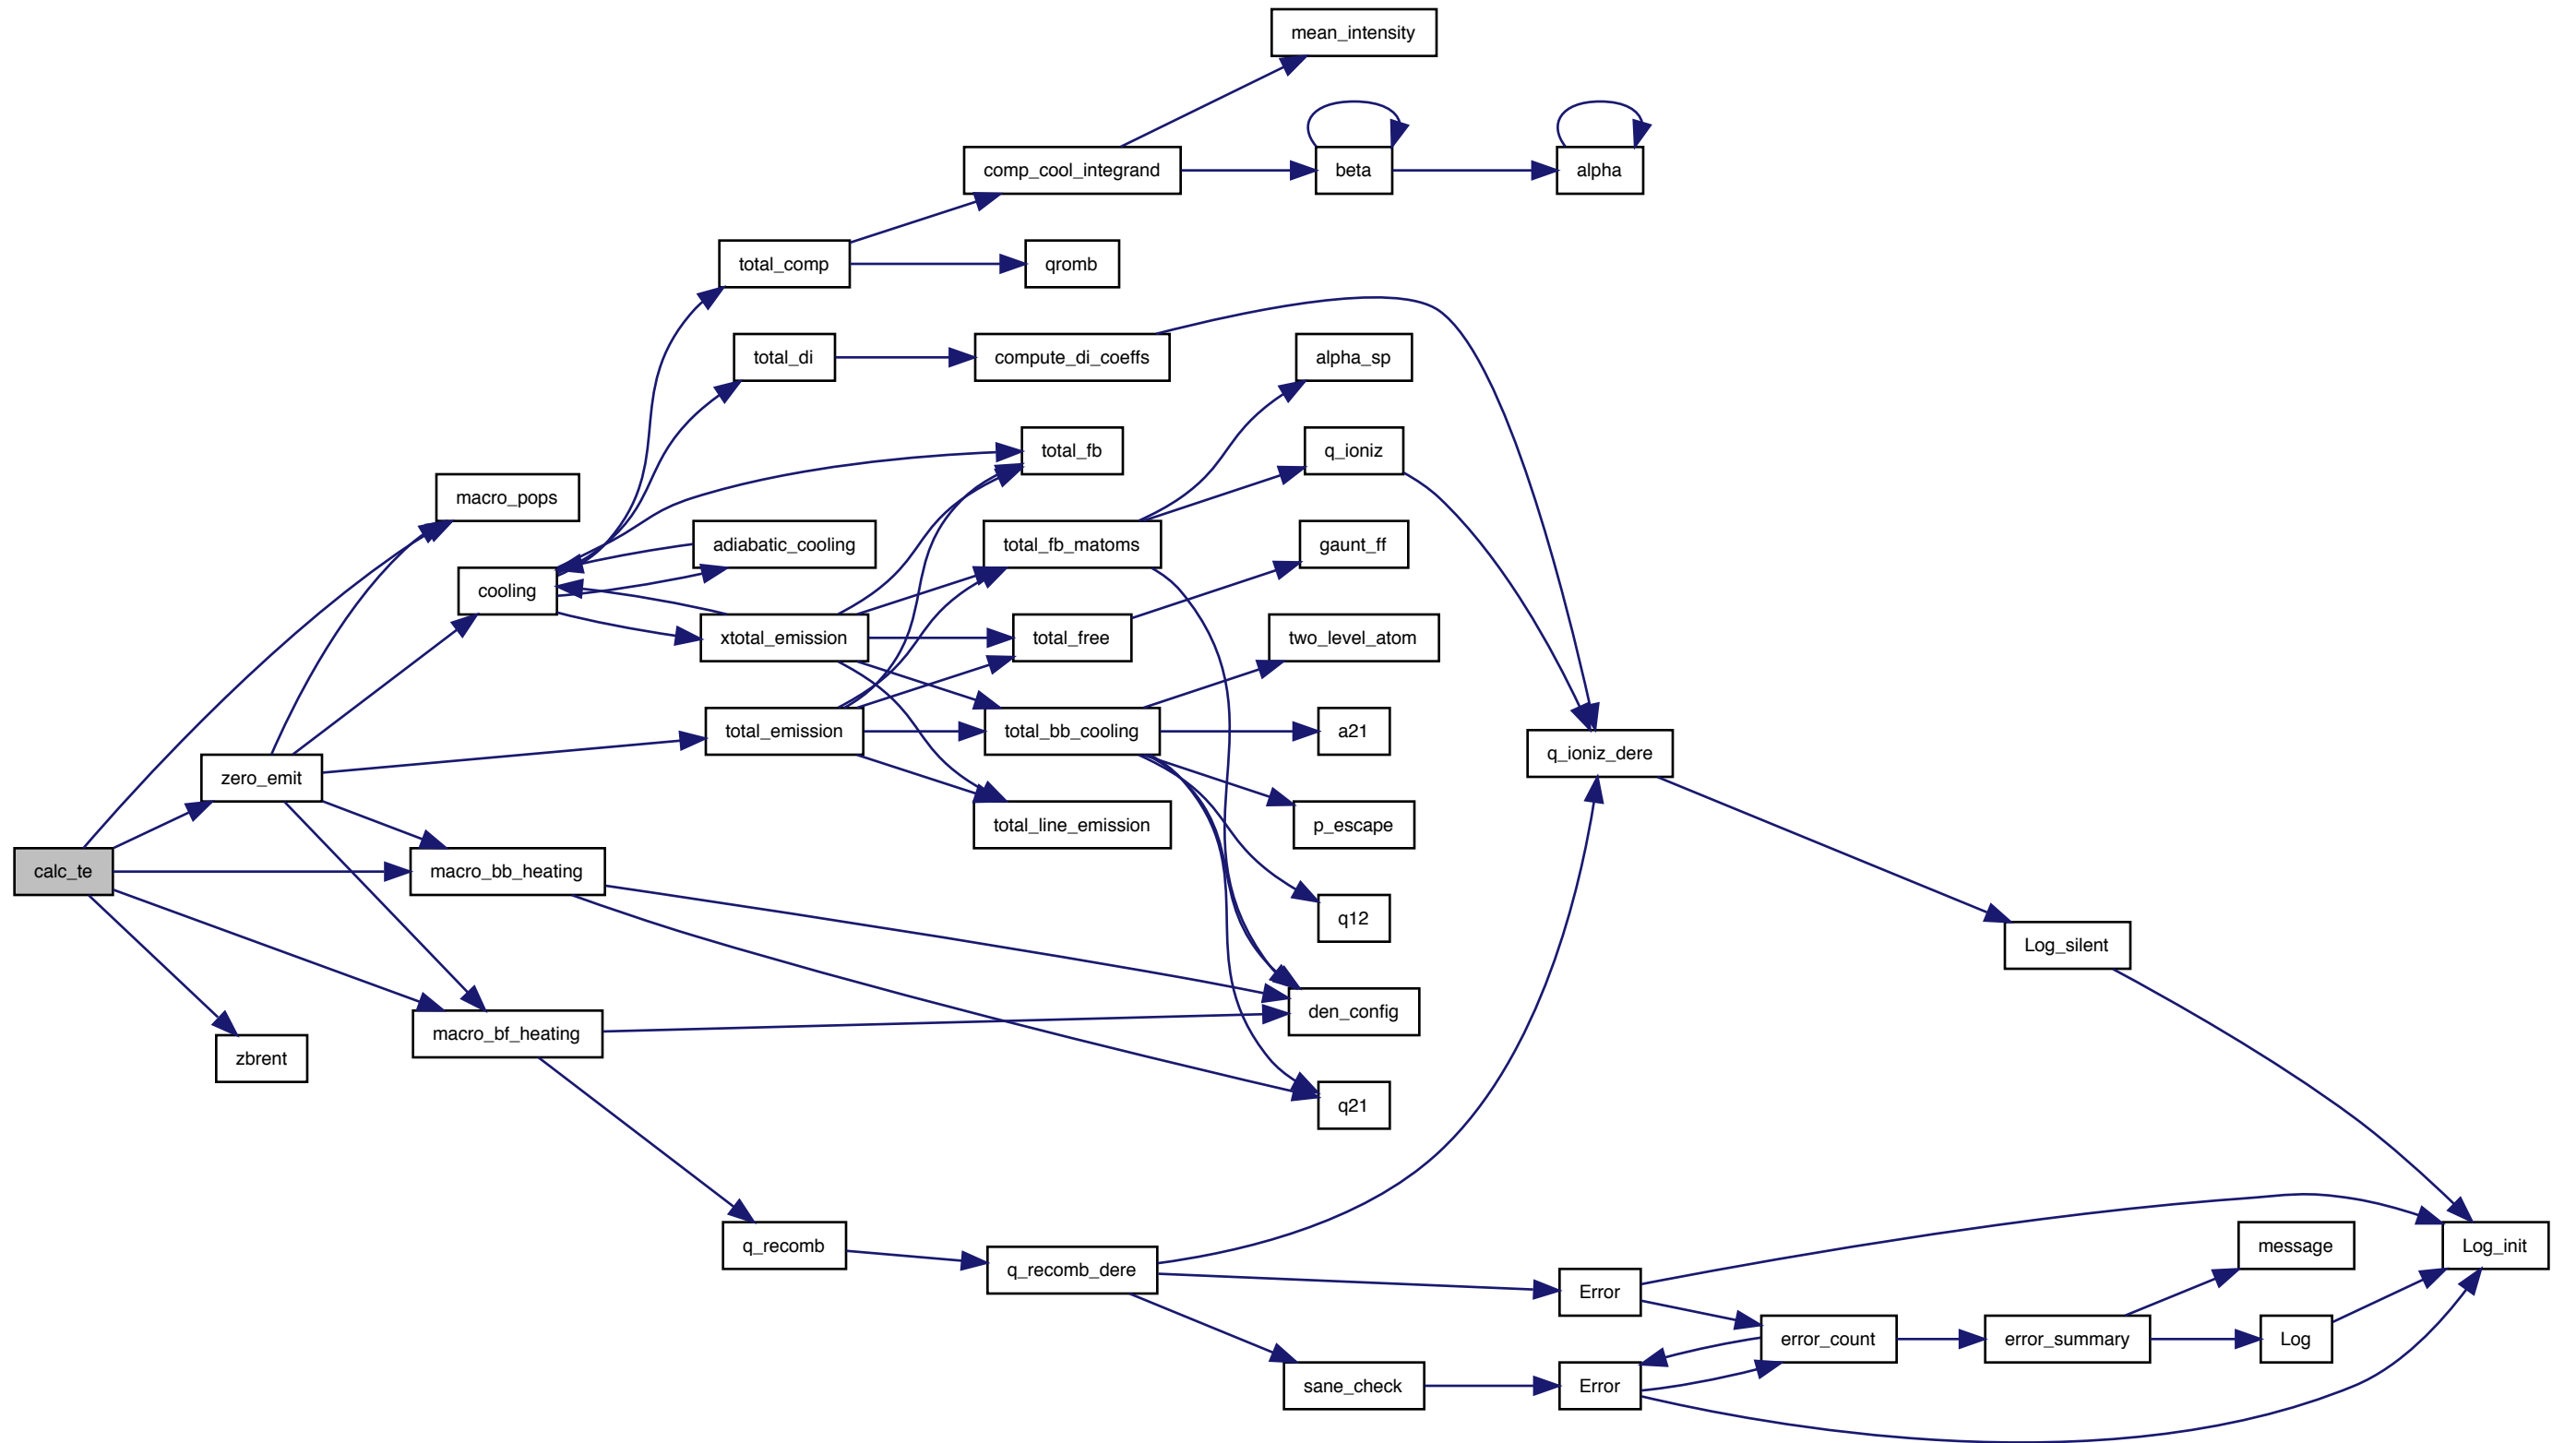 mean_intensity
comp_cool_integrand
beta
alpha
total_comp
qromb
total_di
compute_di_coeffs
alpha_sp
total_fb
q_ioniz
macro_pops
adiabatic_cooling
total_fb_matoms
gaunt_ff
cooling
xtotal_emission
total_free
two_level_atom
total_emission
total_bb_cooling
a21
q_ioniz_dere
zero_emit
total_line_emission
p_escape
calc_te
macro_bb_heating
q12
Log_silent
den_config
macro_bf_heating
zbrent
q21
q_recomb
message
Log_init
q_recomb_dere
Error
error_count
error_summary
Log
sane_check
Error